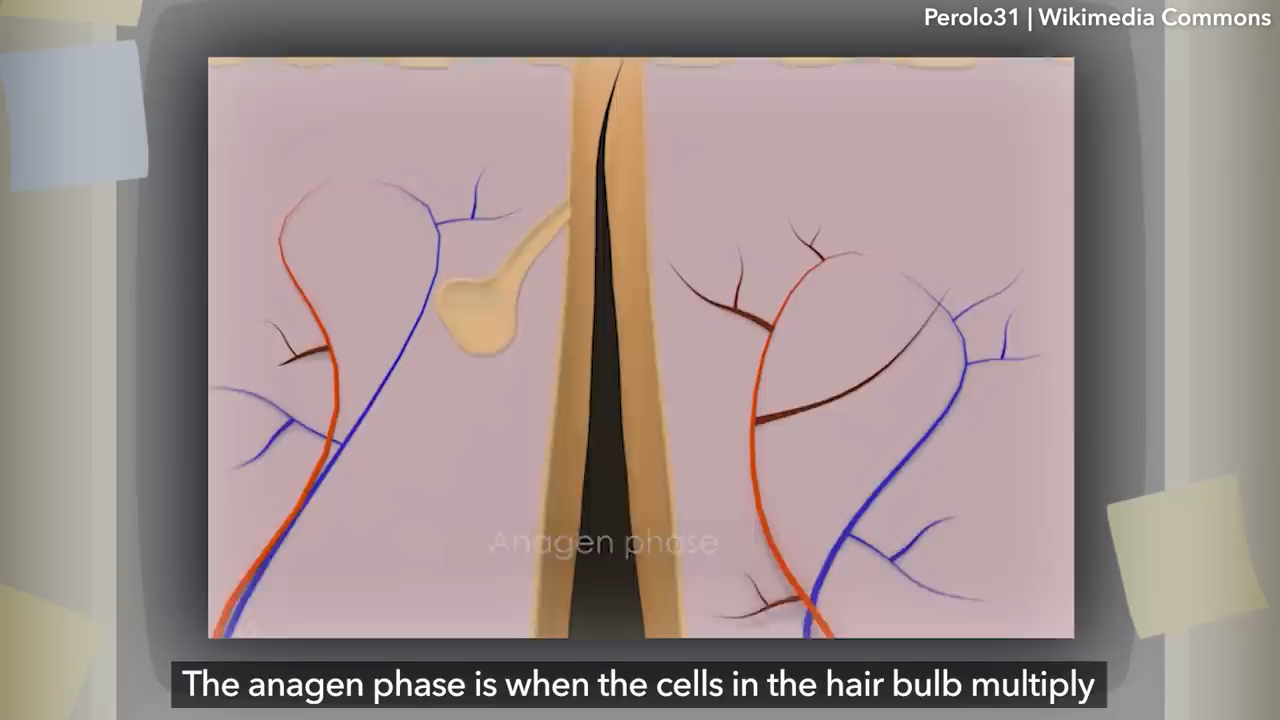 Perolo31 | Wikimedia Commons
Anagen phase
The anagen phase is when the cells in the hair bulb multiply